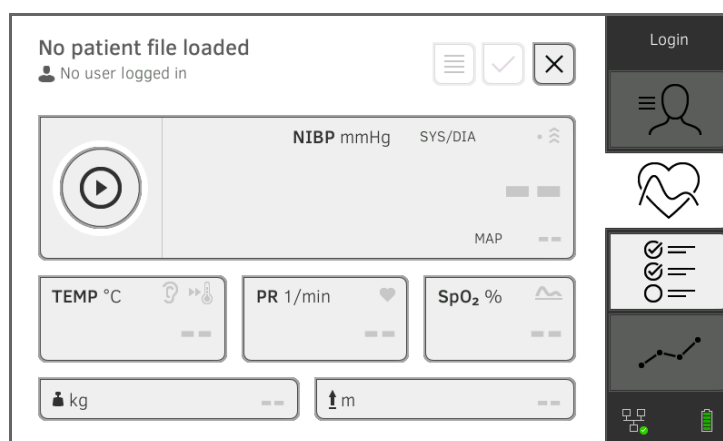 No patient file loaded
No user logged in
Login
NIBP mmHg SYS/DIA
-- 
MAP --
TEMP °C
--
PR 1/min
--
SpO₂ %
--
kg --
m --